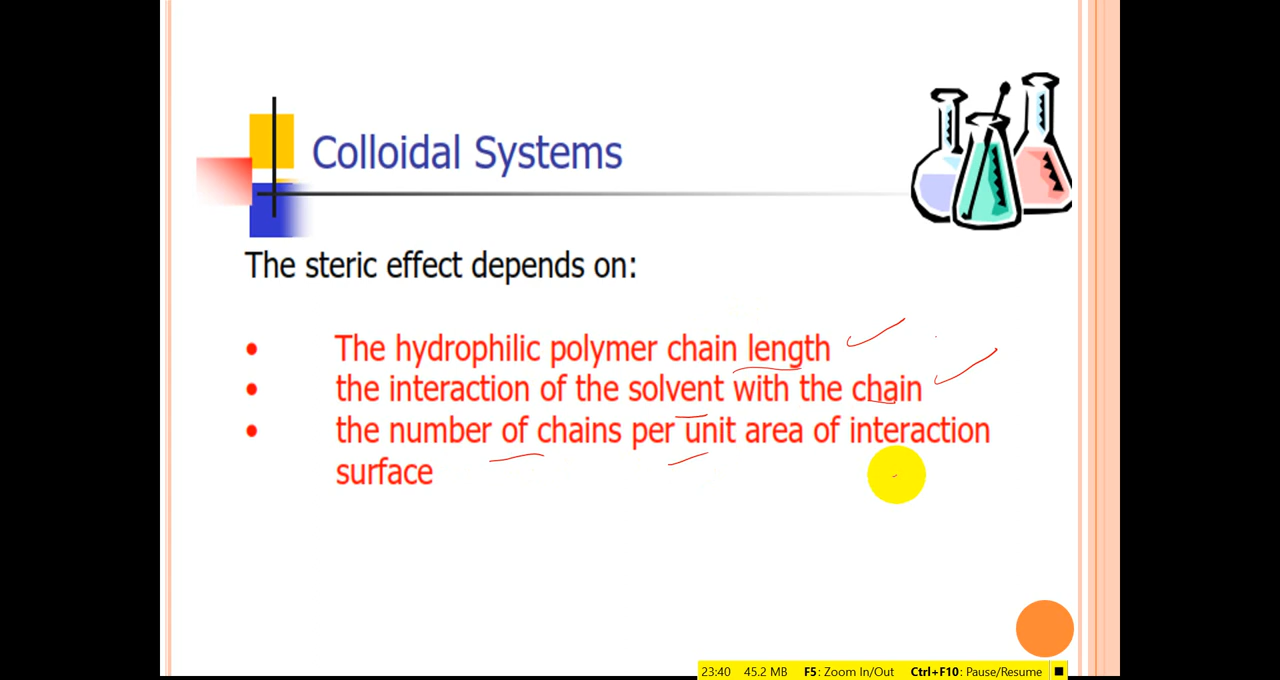 Colloidal Systems
The steric effect depends on:
• The hydrophilic polymer chain length
• the interaction of the solvent with the chain
• the number of chains per unit area of interaction
surface
23:40 45.2 MB F5: Zoom In/Out Ctrl+F10: Pause/Resume